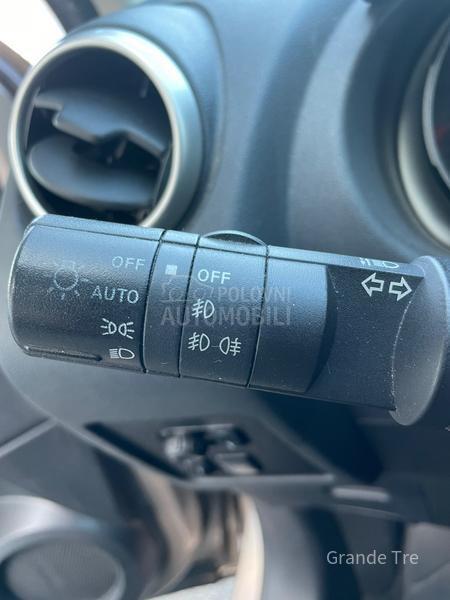 OFF
AUTO
OFF
POLOVNI
AUTOMOBILI
Grande Tre